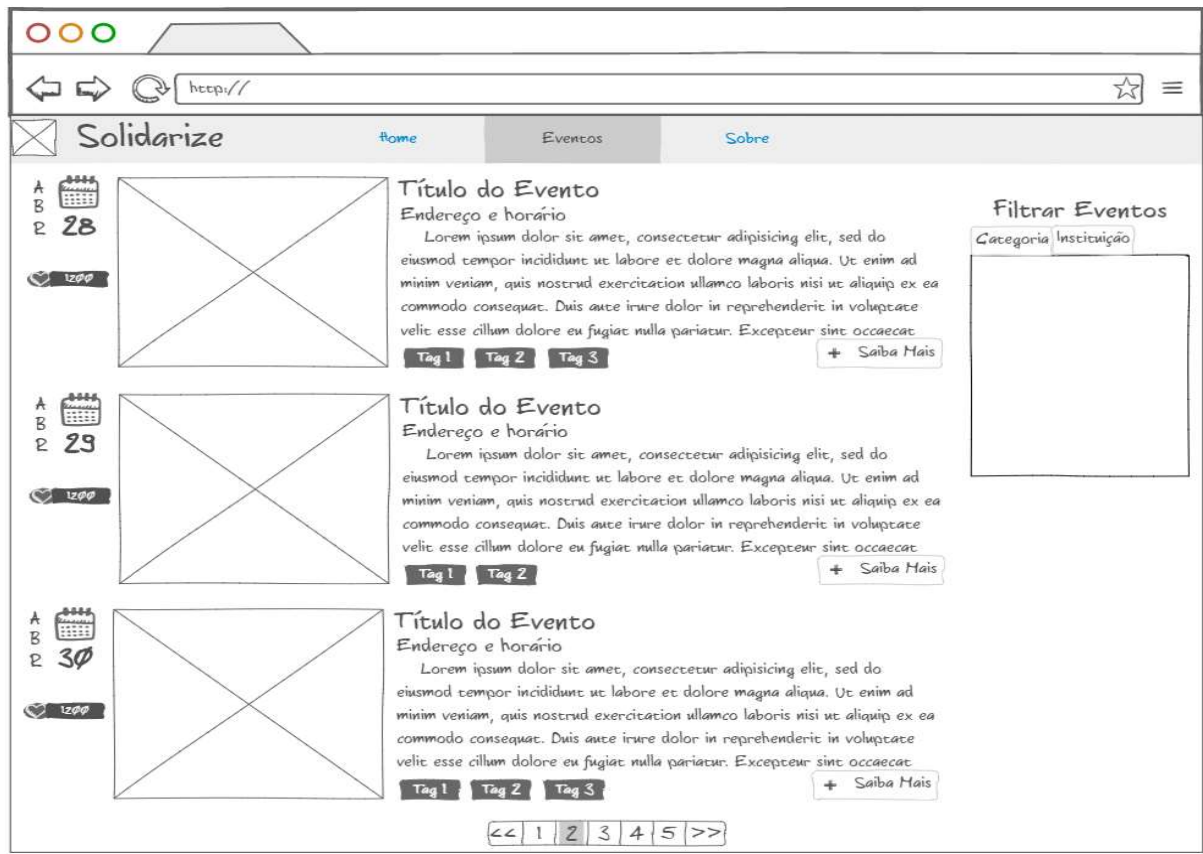 http://
Solidarize Home Eventos Sobre
A
B
R 28
1200
Título do Evento
Endereço e horário
Lorem ipsum dolor sit amet, consectetur adipisicing elit, sed do
eiusmod tempor incididunt ut labore et dolore magna aliqua. Ut enim ad
minim veniam, quis nostrud exercitation ullamco laboris nisi ut aliquip ex ea
commodo consequat. Duis aute irure dolor in reprehenderit in voluptate
velit esse cillum dolore eu fugiat nulla pariatur. Excepteur sint occaecat
Tag 1 Tag 2 Tag 3 + Saiba Mais
Filtrar Eventos
Categoria Instituição
A
B
R 29
1200
Título do Evento
Endereço e horário
Lorem ipsum dolor sit amet, consectetur adipisicing elit, sed do
eiusmod tempor incididunt ut labore et dolore magna aliqua. Ut enim ad
minim veniam, quis nostrud exercitation ullamco laboris nisi ut aliquip ex ea
commodo consequat. Duis aute irure dolor in reprehenderit in voluptate
velit esse cillum dolore eu fugiat nulla pariatur. Excepteur sint occaecat
Tag 1 Tag 2 + Saiba Mais
A
B
R 30
1200
Título do Evento
Endereço e horário
Lorem ipsum dolor sit amet, consectetur adipisicing elit, sed do
eiusmod tempor incididunt ut labore et dolore magna aliqua. Ut enim ad
minim veniam, quis nostrud exercitation ullamco laboris nisi ut aliquip ex ea
commodo consequat. Duis aute irure dolor in reprehenderit in voluptate
velit esse cillum dolore eu fugiat nulla pariatur. Excepteur sint occaecat
Tag 1 Tag 2 Tag 3 + Saiba Mais
<< 1 2 3 4 5 >>